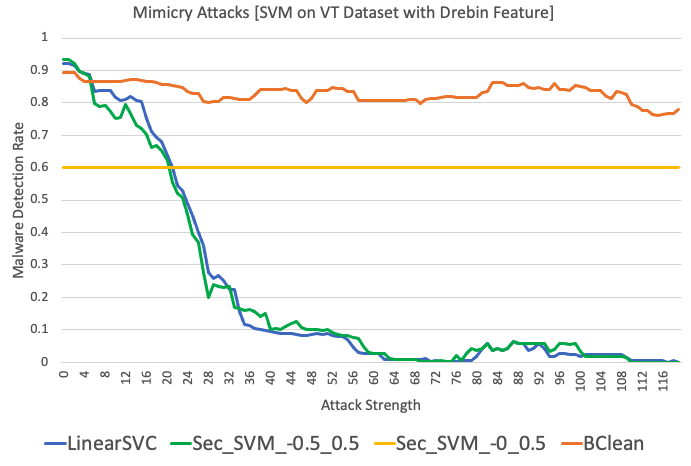 Mimicry Attacks [SVM on VT Dataset with Drebin Feature]
Malware Detection Rate
1
0.9
0.8
0.7
0.6
0.5
0.4
0.3
0.2
0.1
0
0 4 8 12 16 20 24 28 32 36 40 44 48 52 56 60 64 68 72 76 80 84 88 92 96 100 104 108 112 116
Attack Strength
LinearSVC Sec_SVM_-0.5_0.5 Sec_SVM_-0_0.5 BClean